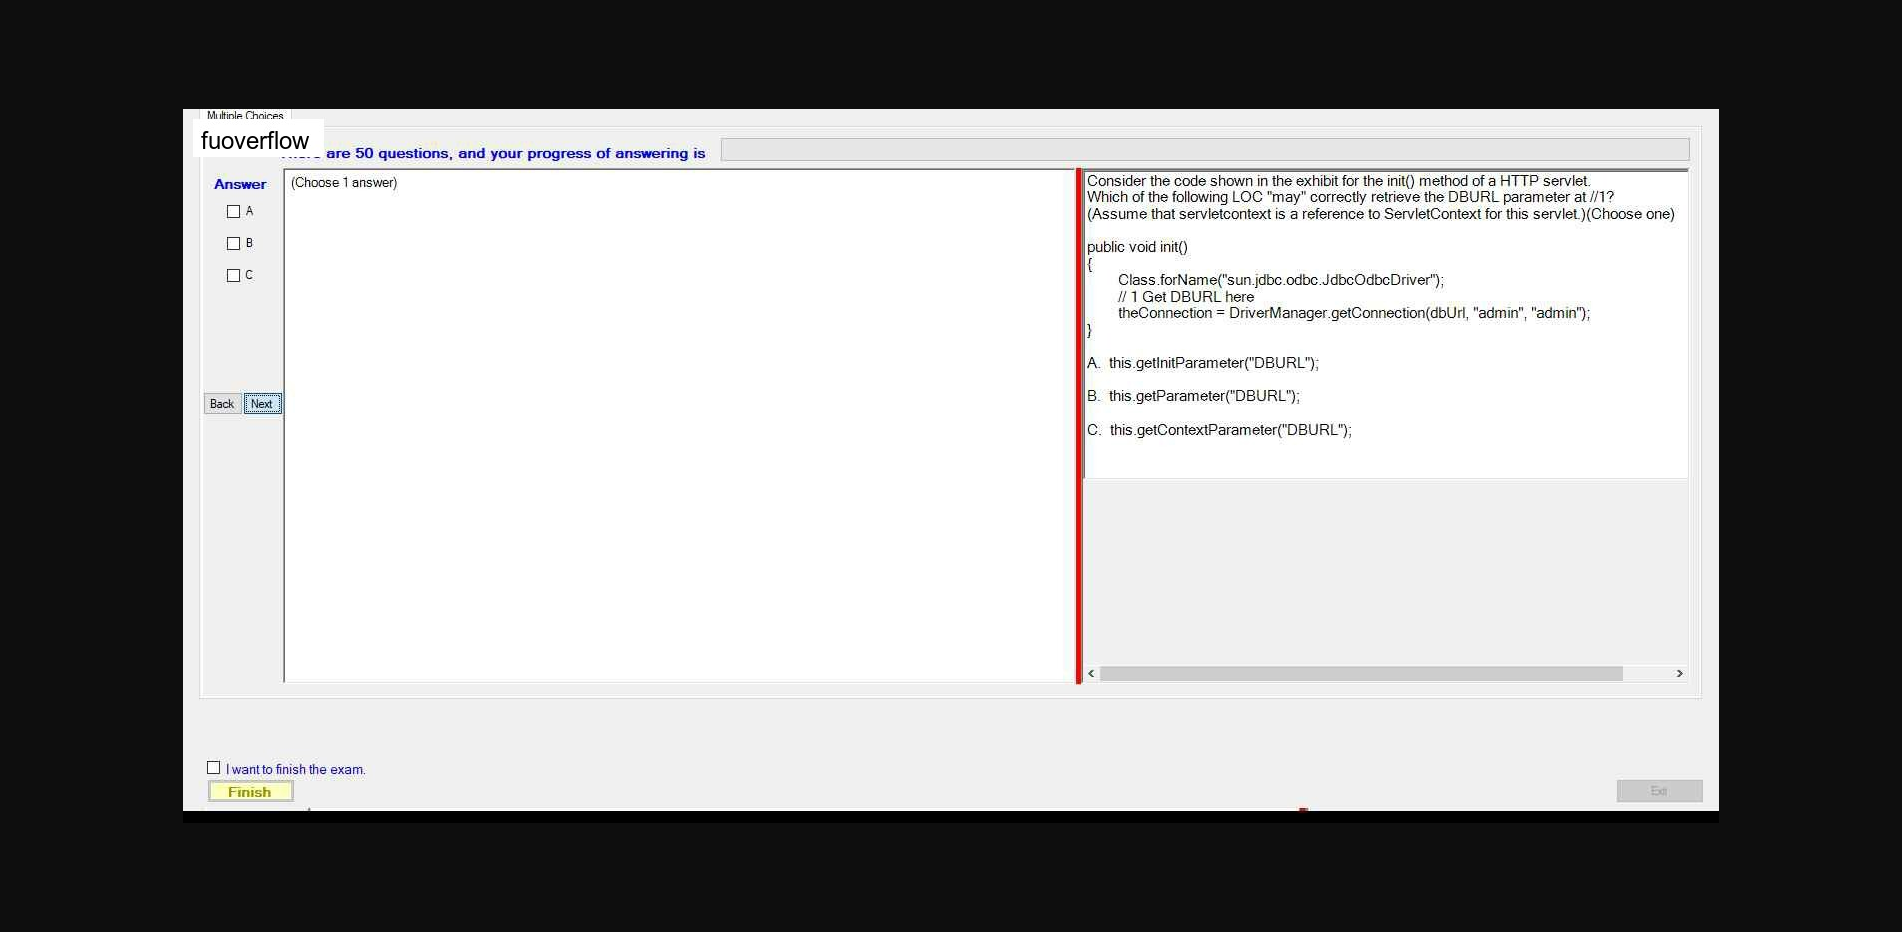 Multiple Choices
fuoverflow
are 50 questions, and your progress of answering is
Answer
(Choose 1 answer)
A
B
C
Back
Next
Consider the code shown in the exhibit for the init() method of a HTTP servlet.
Which of the following LOC "may" correctly retrieve the DBURL parameter at //1?
(Assume that servletcontext is a reference to ServletContext for this servlet.)(Choose one)
public void init()
{
Class.forName("sun.jdbc.odbc.JdbcOdbcDriver");
// 1 Get DBURL here
theConnection = DriverManager.getConnection(dbUrl, "admin", "admin");
}
A. this.getInitParameter("DBURL");
B. this.getParameter("DBURL");
C. this.getContextParameter("DBURL");
I want to finish the exam.
Finish
Exit